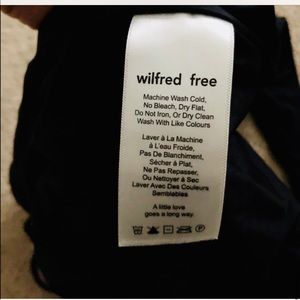 wilfred free
Machine Wash Cold,
No Bleach, Dry Flat,
Do Not Iron, Or Dry Clean
Wash With Like Colours
Laver à La Machine
à L'eau Froide,
Pas De Blanchiment,
Sécher à Plat,
Ne Pas Repasser,
Ou Nettoyer à Sec
Laver Avec Des Couleurs
Semblables
A little love
goes a long way.